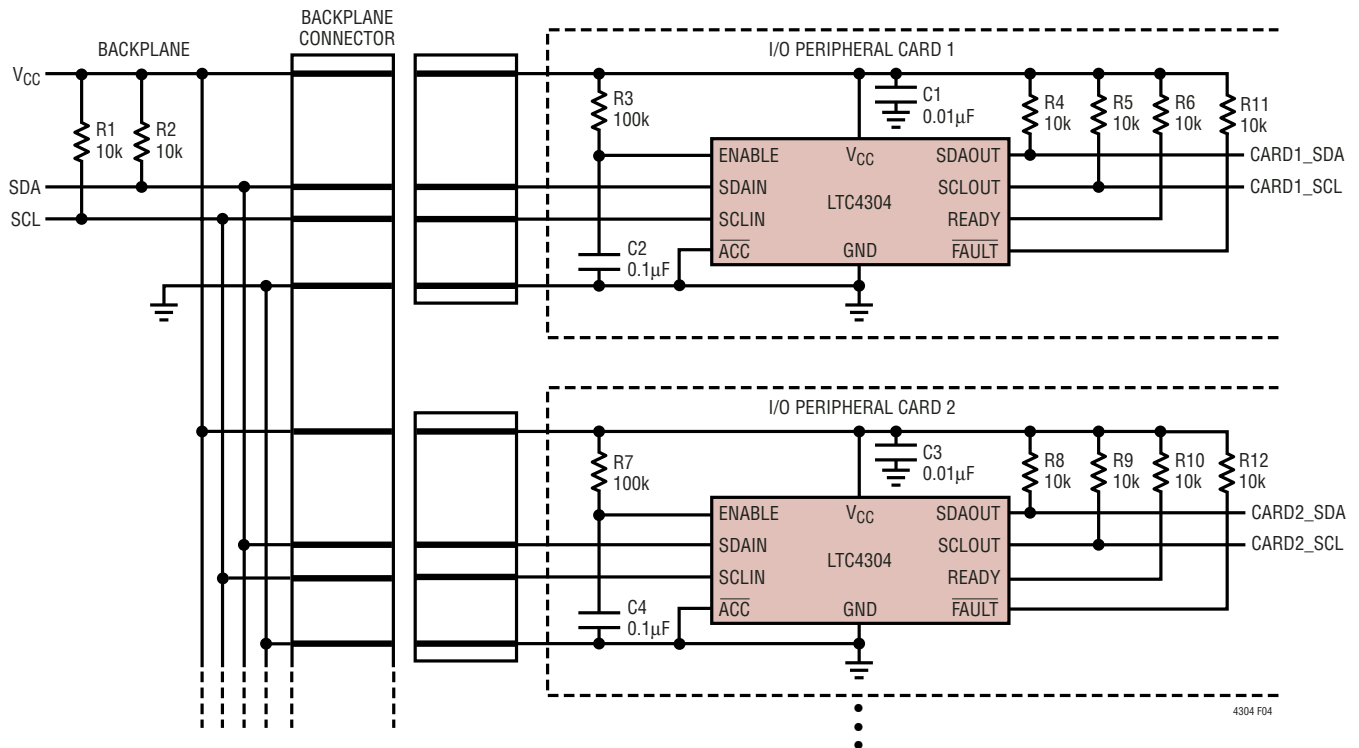 BACKPLANE
CONNECTOR
BACKPLANE
I/O PERIPHERAL CARD 1
VCC
R1
10k
R2
10k
SDA
SCL
R3
100k
C1
0.01µF
R4
10k
R5
10k
R6
10k
R11
10k
ENABLE
VCC
SDAOUT
CARD1_SDA
SDAIN
LTC4304
SCLOUT
CARD1_SCL
SCLIN
READY
ACC
GND
FAULT
C2
0.1µF
I/O PERIPHERAL CARD 2
R7
100k
C3
0.01µF
R8
10k
R9
10k
R10
10k
R12
10k
ENABLE
VCC
SDAOUT
CARD2_SDA
SDAIN
LTC4304
SCLOUT
CARD2_SCL
SCLIN
READY
ACC
GND
FAULT
C4
0.1µF
4304 F04